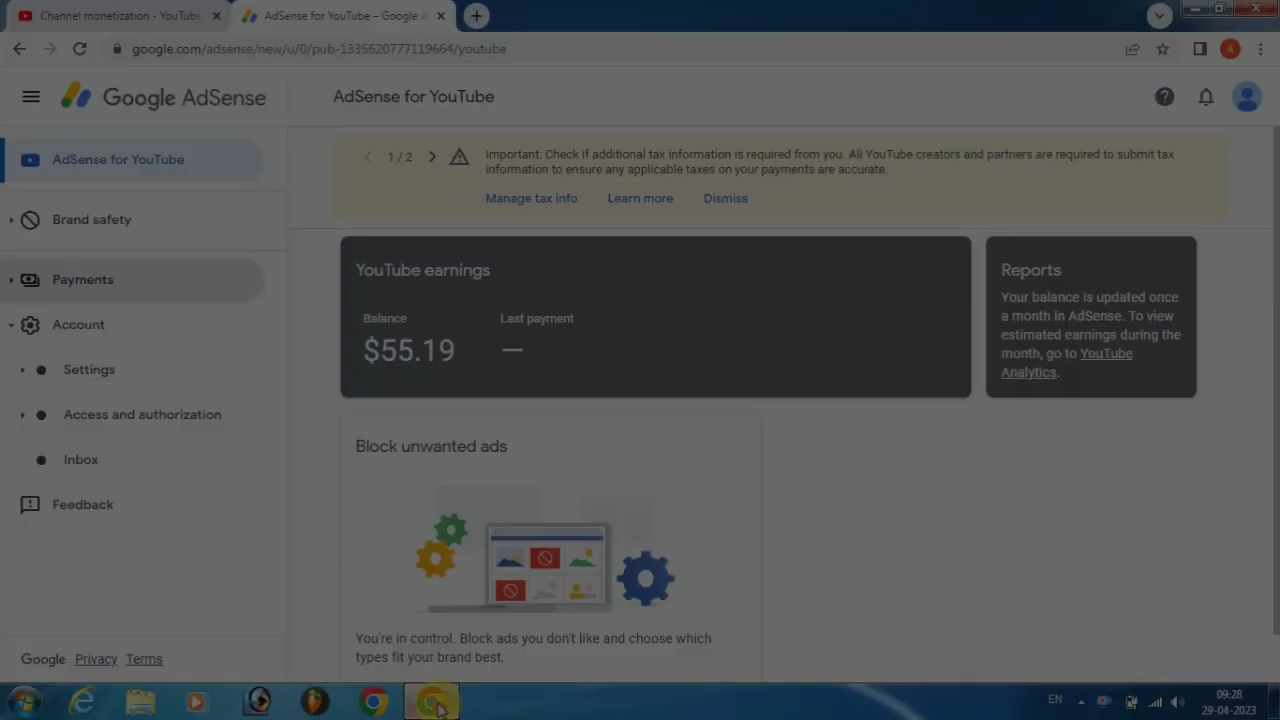 Channel monetization - YouTube
AdSense for YouTube – Google A
google.com/adsense/new/u/0/pub-1335620777119664/youtube
A
Google AdSense
AdSense for YouTube
AdSense for YouTube
Brand safety
Payments
Account
Settings
Access and authorization
Inbox
Feedback
Google Privacy Terms
1 / 2
Important: Check if additional tax information is required from you. All YouTube creators and partners are required to submit tax
information to ensure any applicable taxes on your payments are accurate.
Manage tax info Learn more Dismiss
YouTube earnings
Balance Last payment
$55.19 —
Reports
Your balance is updated once
a month in AdSense. To view
estimated earnings during the
month, go to YouTube
Analytics.
Block unwanted ads
You're in control. Block ads you don't like and choose which
types fit your brand best.
EN
09:28
29-04-2023